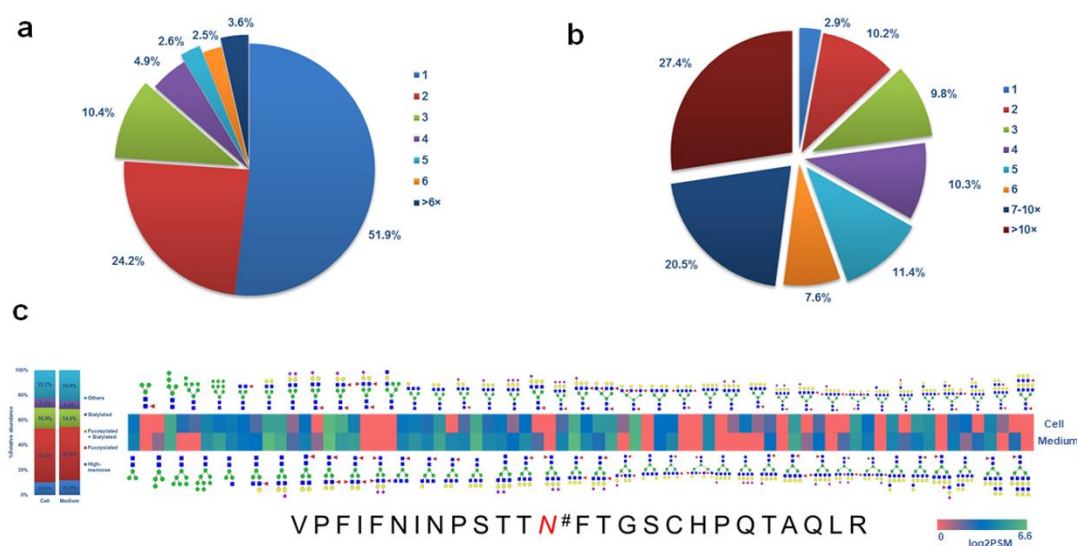 a
3.6%
2.5%
2.6%
4.9%
10.4%
24.2%
51.9%
1
2
3
4
5
6
>6×
b
2.9%
10.2%
9.8%
10.3%
11.4%
7.6%
20.5%
27.4%
1
2
3
4
5
6
7-10×
>10×
c
100%
80%
60%
40%
20%
0%
%Relative abundance
Cell Medium
Others
Sialylated
Fucosylated
+ Sialylated
Fucosylated
High-
mannose
Cell
Medium
VPFIFNINPSTTN#FTGSCHPQTAQLR
0 6.6
log2PSM